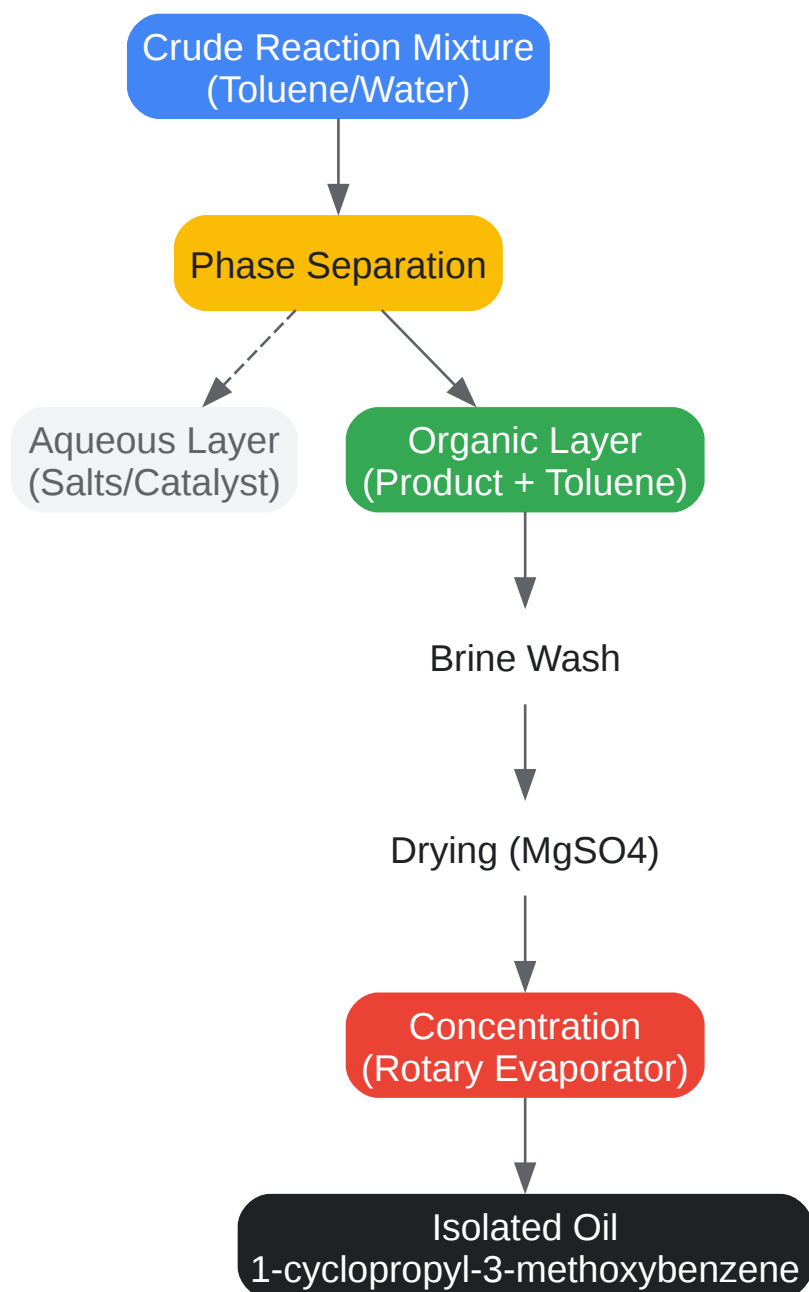 Crude Reaction Mixture
(Toluene/Water)
Phase Separation
Aqueous Layer
(Salts/Catalyst)
Organic Layer
(Product + Toluene)
Brine Wash
Drying (MgSO4)
Concentration
(Rotary Evaporator)
Isolated Oil
1-cyclopropyl-3-methoxybenzene